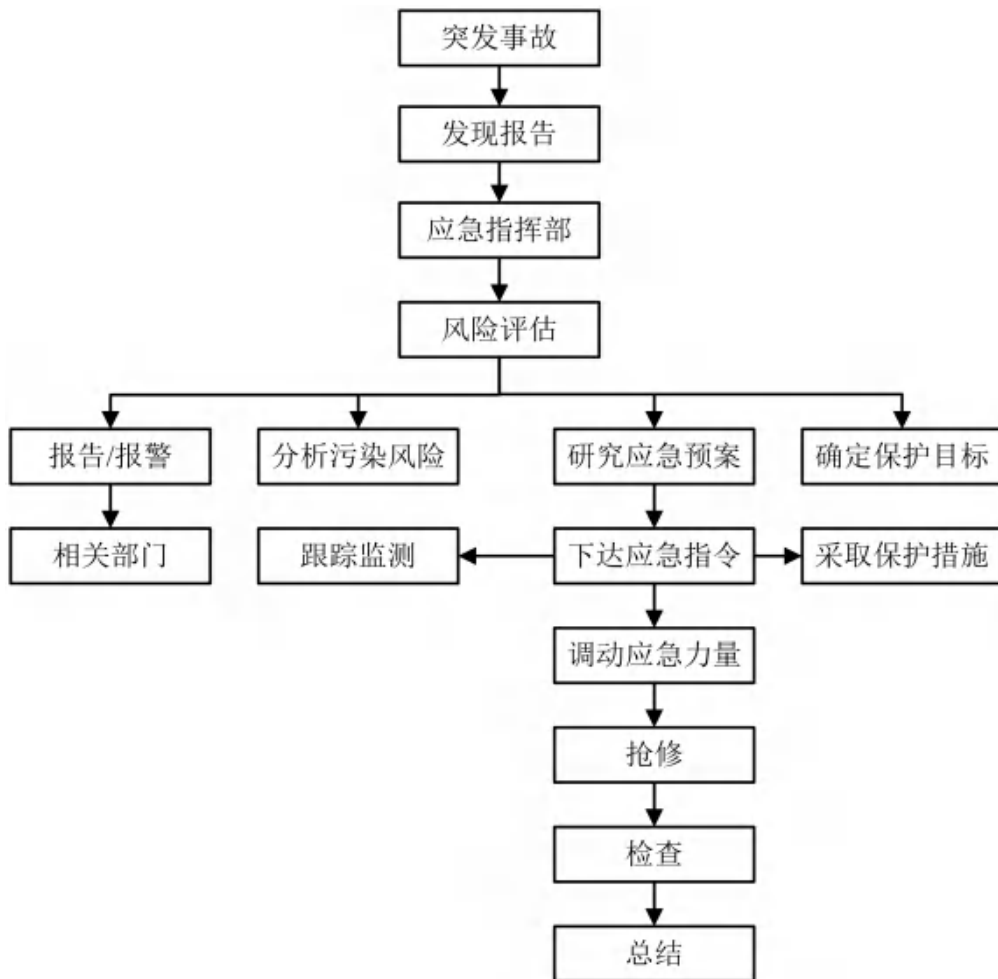 突发事故
发现报告
应急指挥部
风险评估
报告/报警
分析污染风险
研究应急预案
确定保护目标
相关部门
跟踪监测
下达应急指令
采取保护措施
调动应急力量
抢修
检查
总结